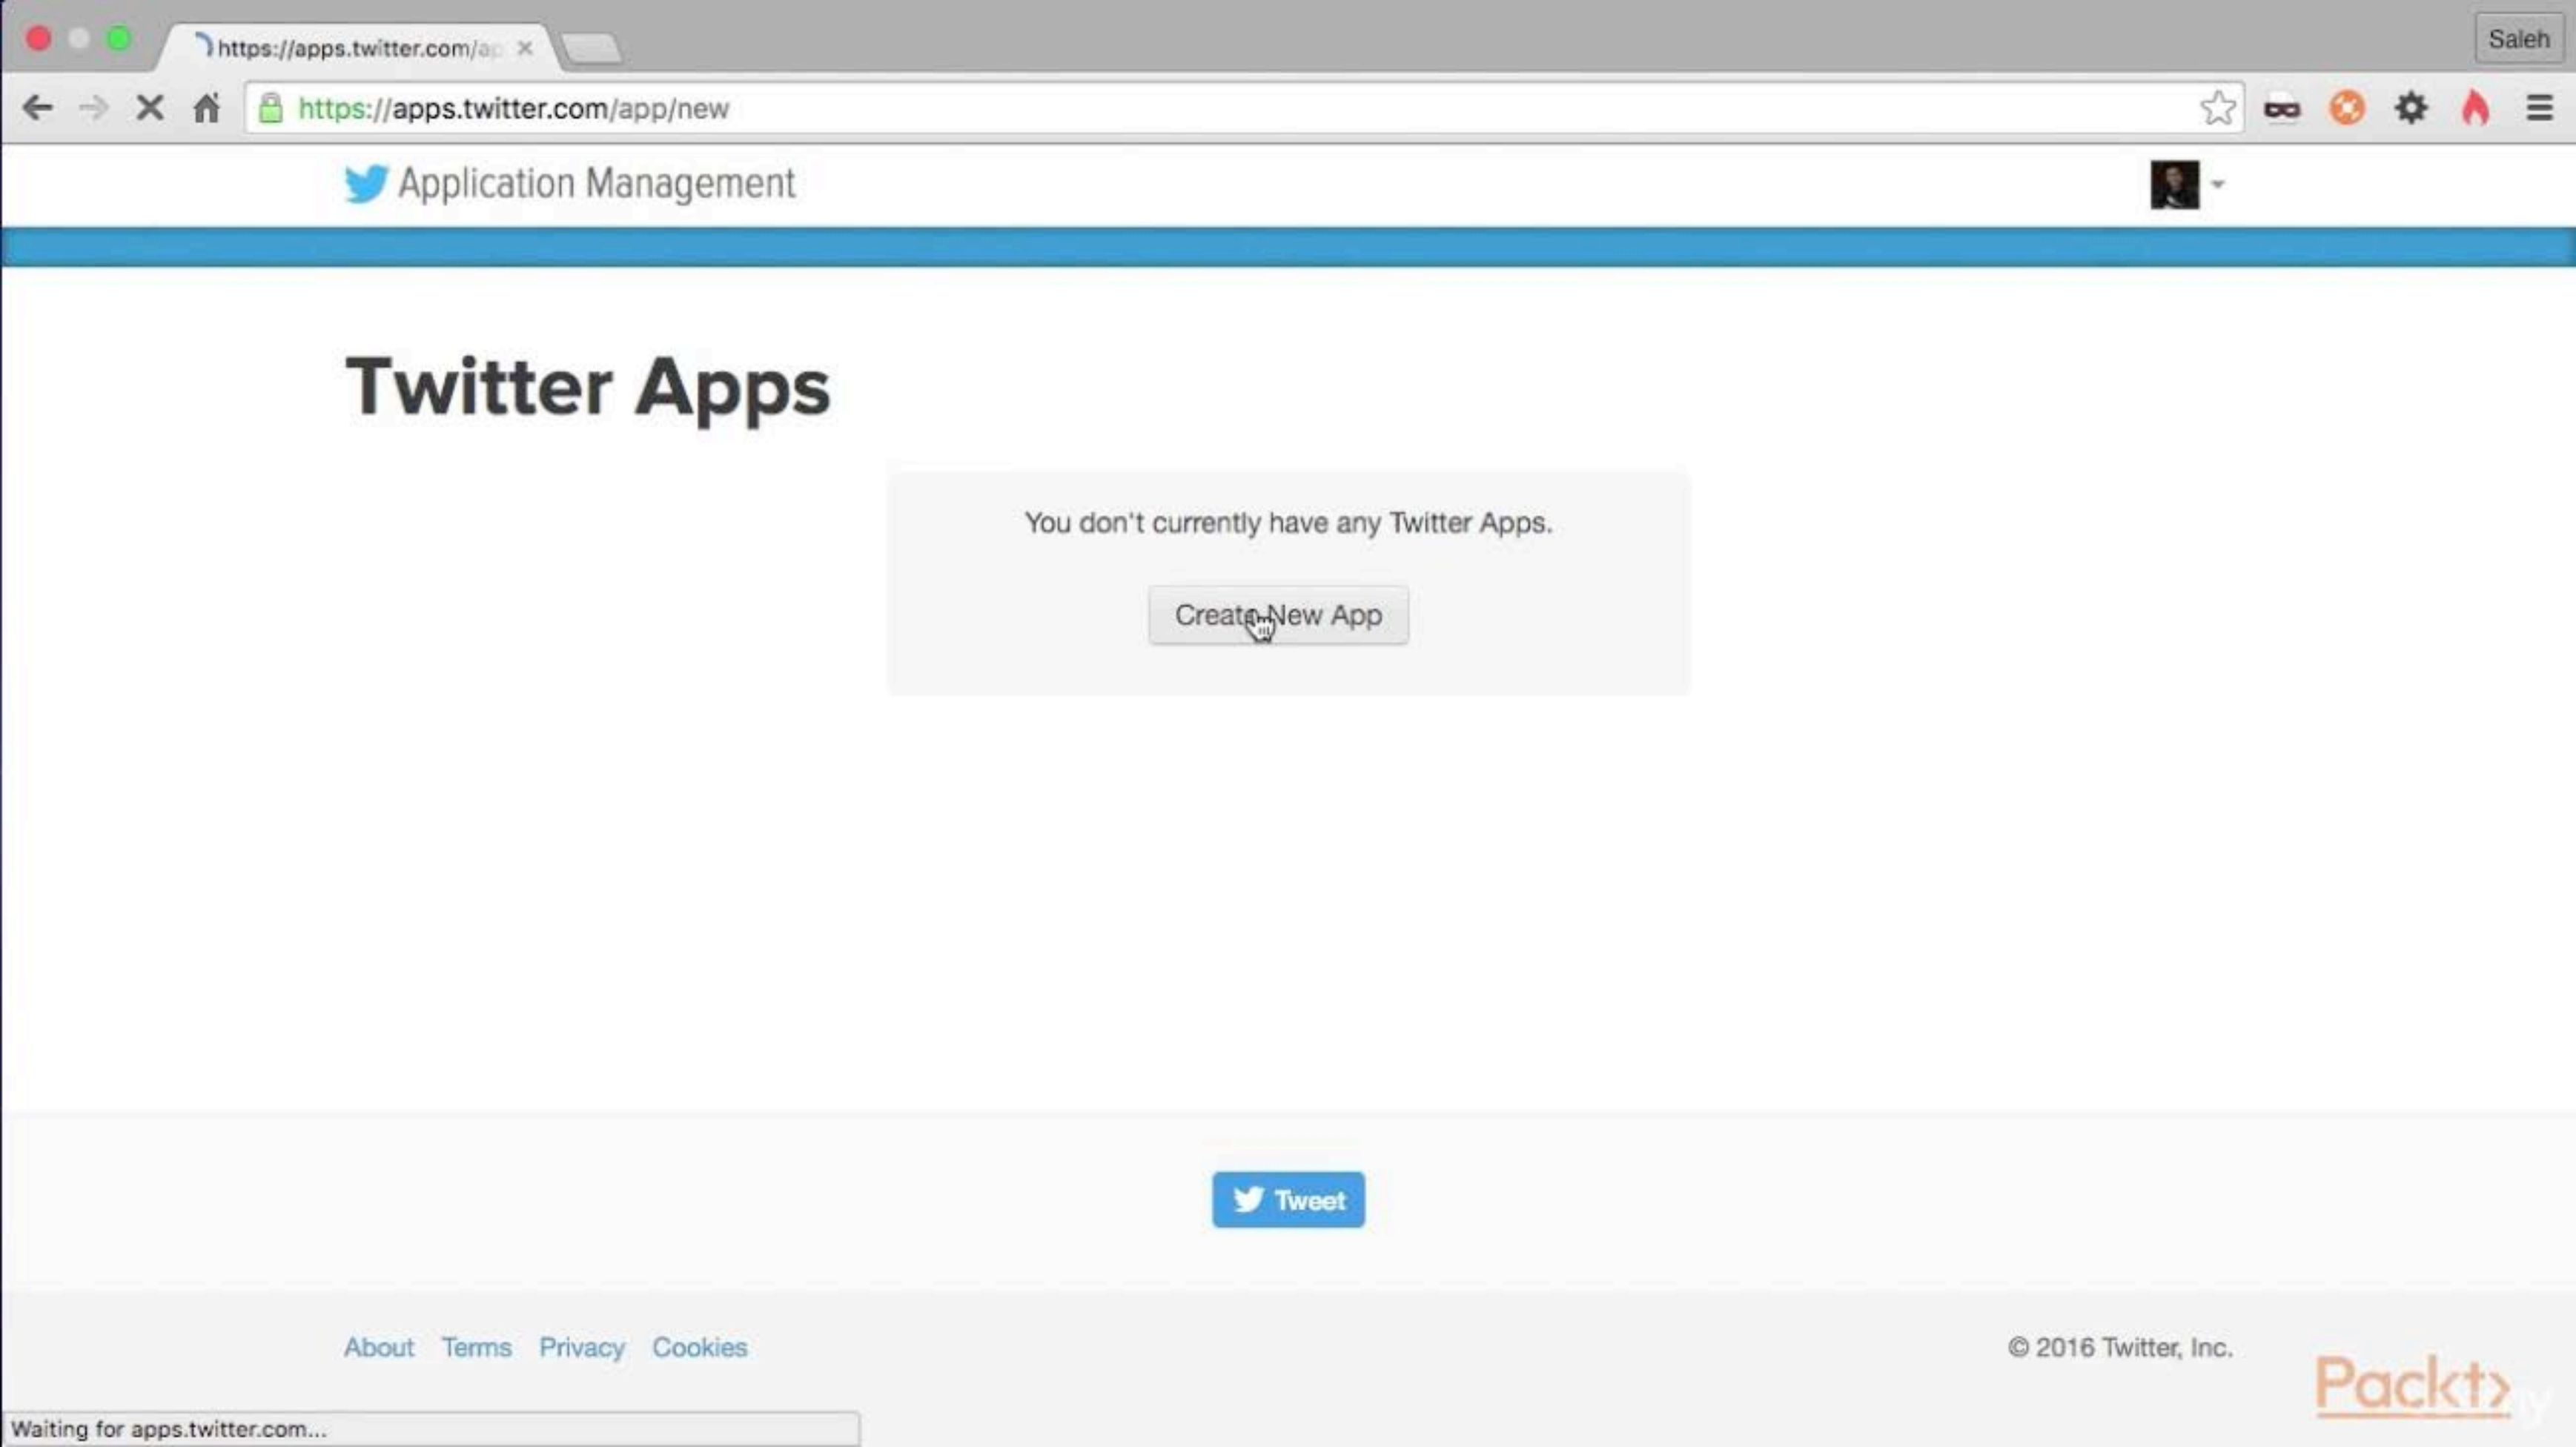 https://apps.twitter.com/ap
Saleh
https://apps.twitter.com/app/new
Application Management
Twitter Apps
You don't currently have any Twitter Apps.
Create New App
Tweet
About Terms Privacy Cookies
© 2016 Twitter, Inc.
Packt>
Waiting for apps.twitter.com...